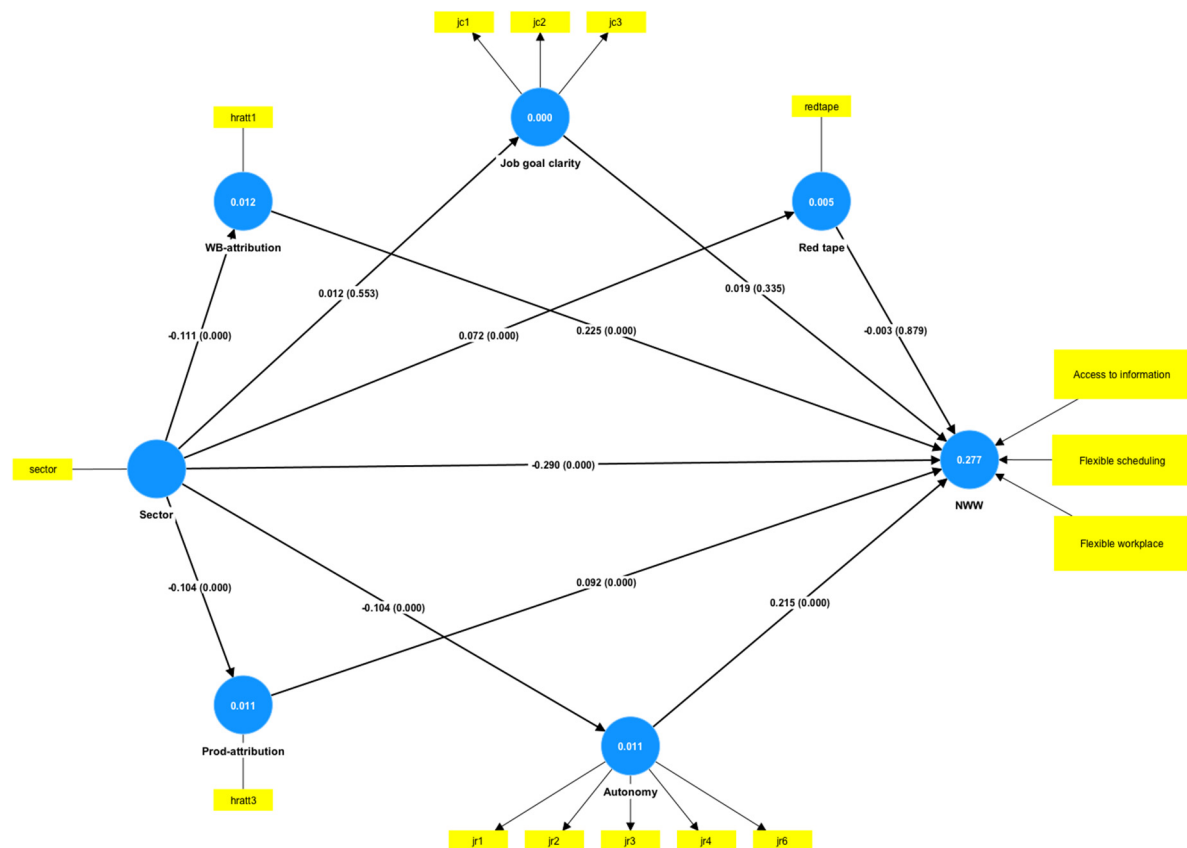 jc1
jc2
jc3
hratt1
redtape
0.000
Job goal clarity
0.012
WB-attribution
0.005
Red tape
0.012 (0.553)
0.019 (0.335)
-0.111 (0.000)
0.072 (0.000)
0.225 (0.000)
-0.003 (0.879)
Access to information
sector
Sector
-0.290 (0.000)
0.277
NWW
Flexible scheduling
Flexible workplace
-0.104 (0.000)
-0.104 (0.000)
0.092 (0.000)
0.215 (0.000)
0.011
Prod-attribution
hratt3
0.011
Autonomy
jr1
jr2
jr3
jr4
jr6